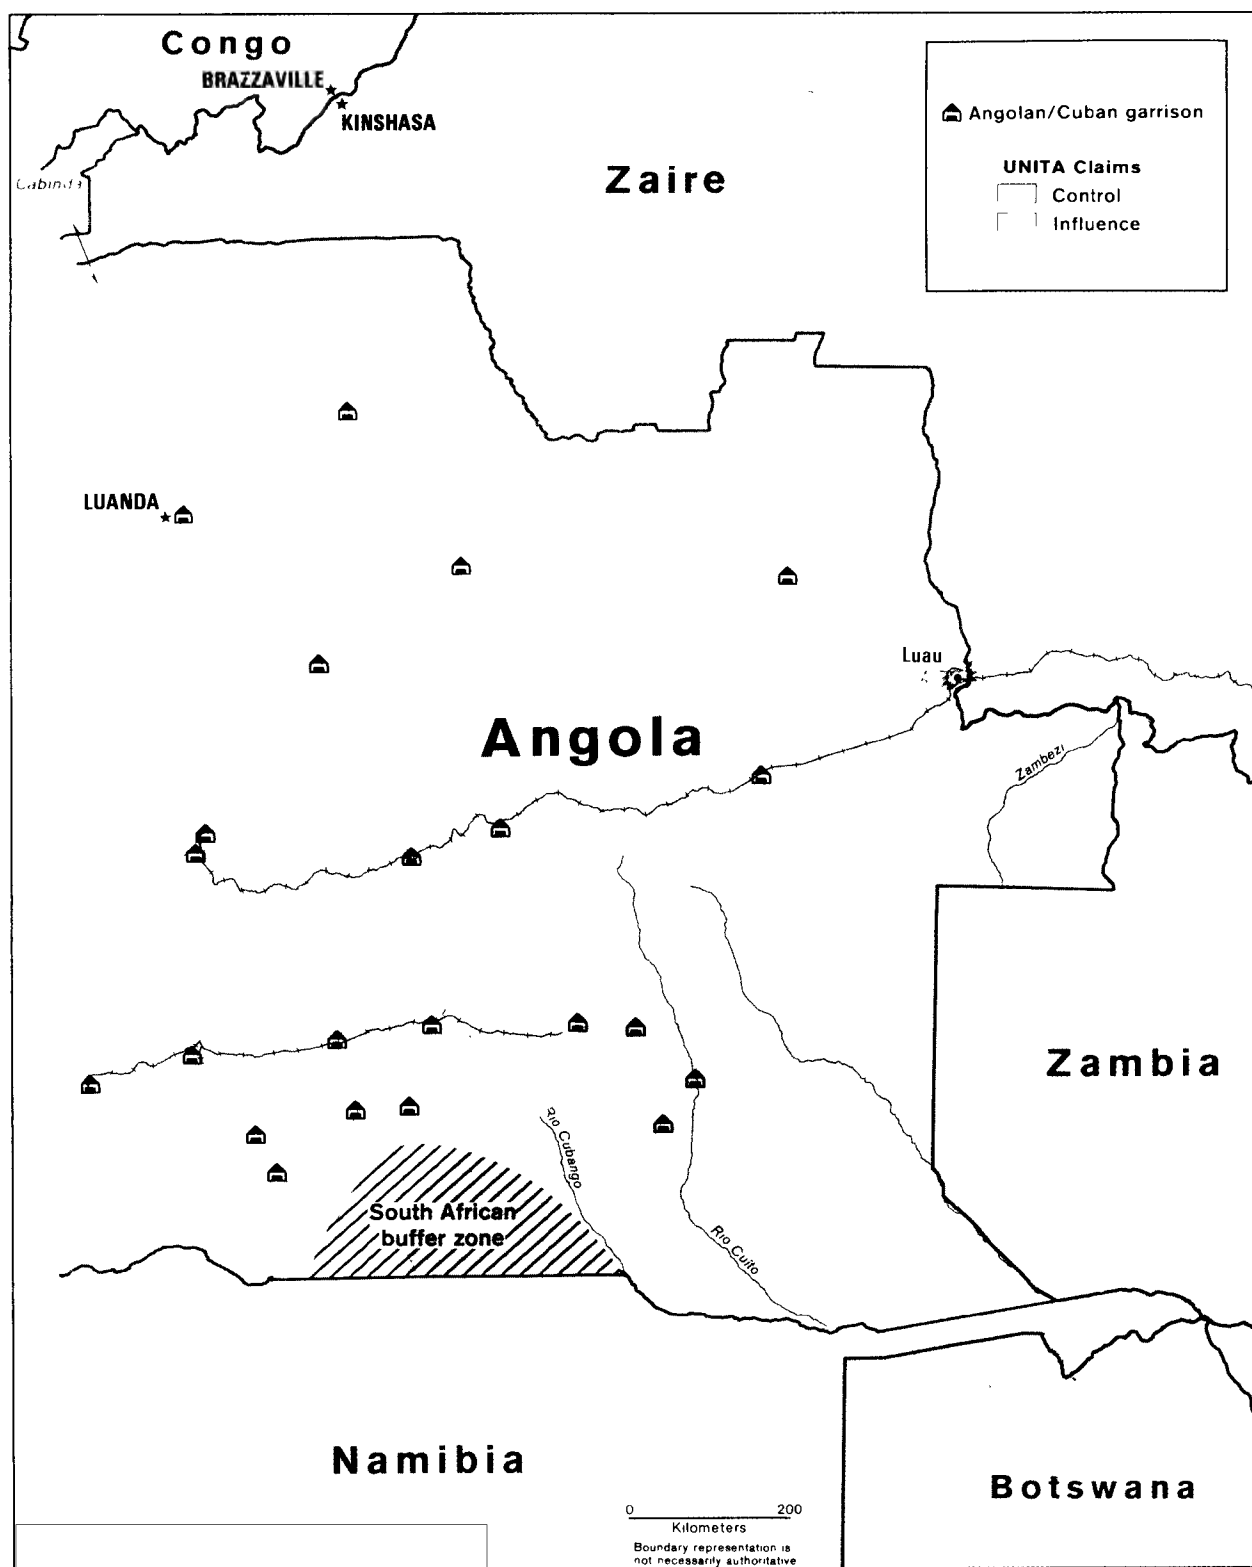 Congo
BRAZZAVILLE
KINSHASA
Cabinda
Zaire
Angolan/Cuban garrison
UNITA Claims
Control
Influence
LUANDA
Luau
Angola
Zambezi
Zambia
Rio Cubango
South African
buffer zone
Rio Cuito
Namibia
Botswana
0 200
Kilometers
Boundary representation is
not necessarily authoritative